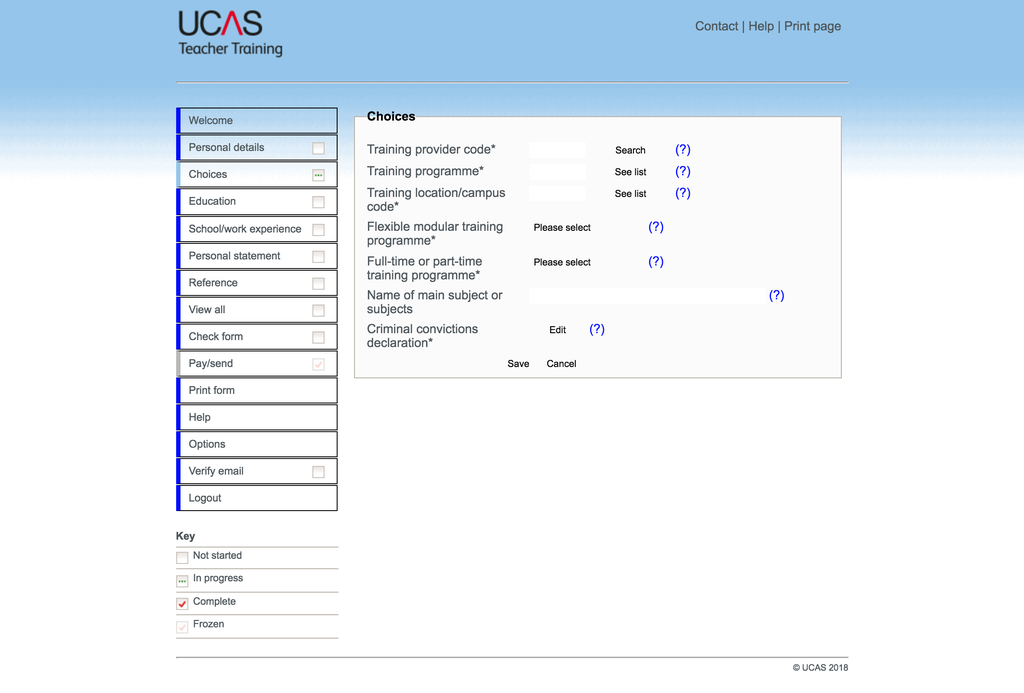 UCAS
Teacher Training
Contact | Help | Print page
Welcome
Personal details
Choices
Education
School/work experience
Personal statement
Reference
View all
Check form
Pay/send
Print form
Help
Options
Verify email
Logout
Key
Not started
In progress
Complete
Frozen
Choices
Training provider code* Search (?)
Training programme* See list (?)
Training location/campus
code* See list (?)
Flexible modular training
programme* Please select (?)
Full-time or part-time
training programme* Please select (?)
Name of main subject or
subjects (?)
Criminal convictions
declaration* Edit (?)
Save Cancel
© UCAS 2018